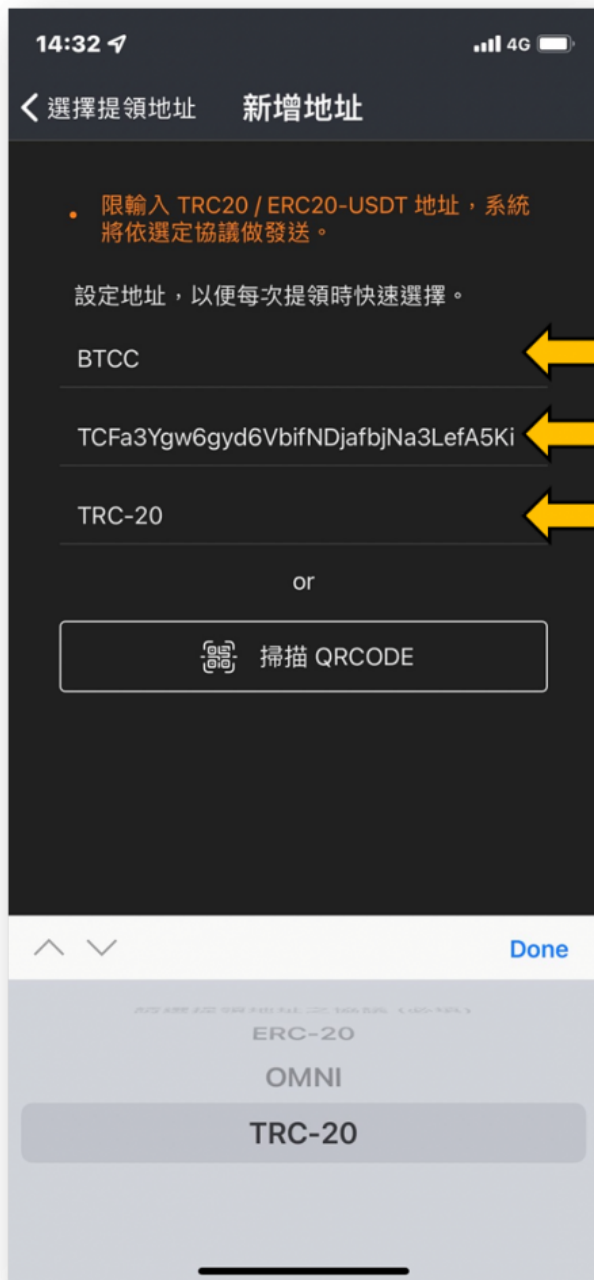 14:32
4G
選擇提領地址 新增地址
限輸入 TRC20 / ERC20-USDT 地址，系統
將依選定協議做發送。
設定地址，以便每次提領時快速選擇。
BTCC
TCFa3Ygw6gyd6VbifNDjafbjNa3LefA5Ki
TRC-20
or
掃描 QRCODE
Done
ERC-20
OMNI
TRC-20